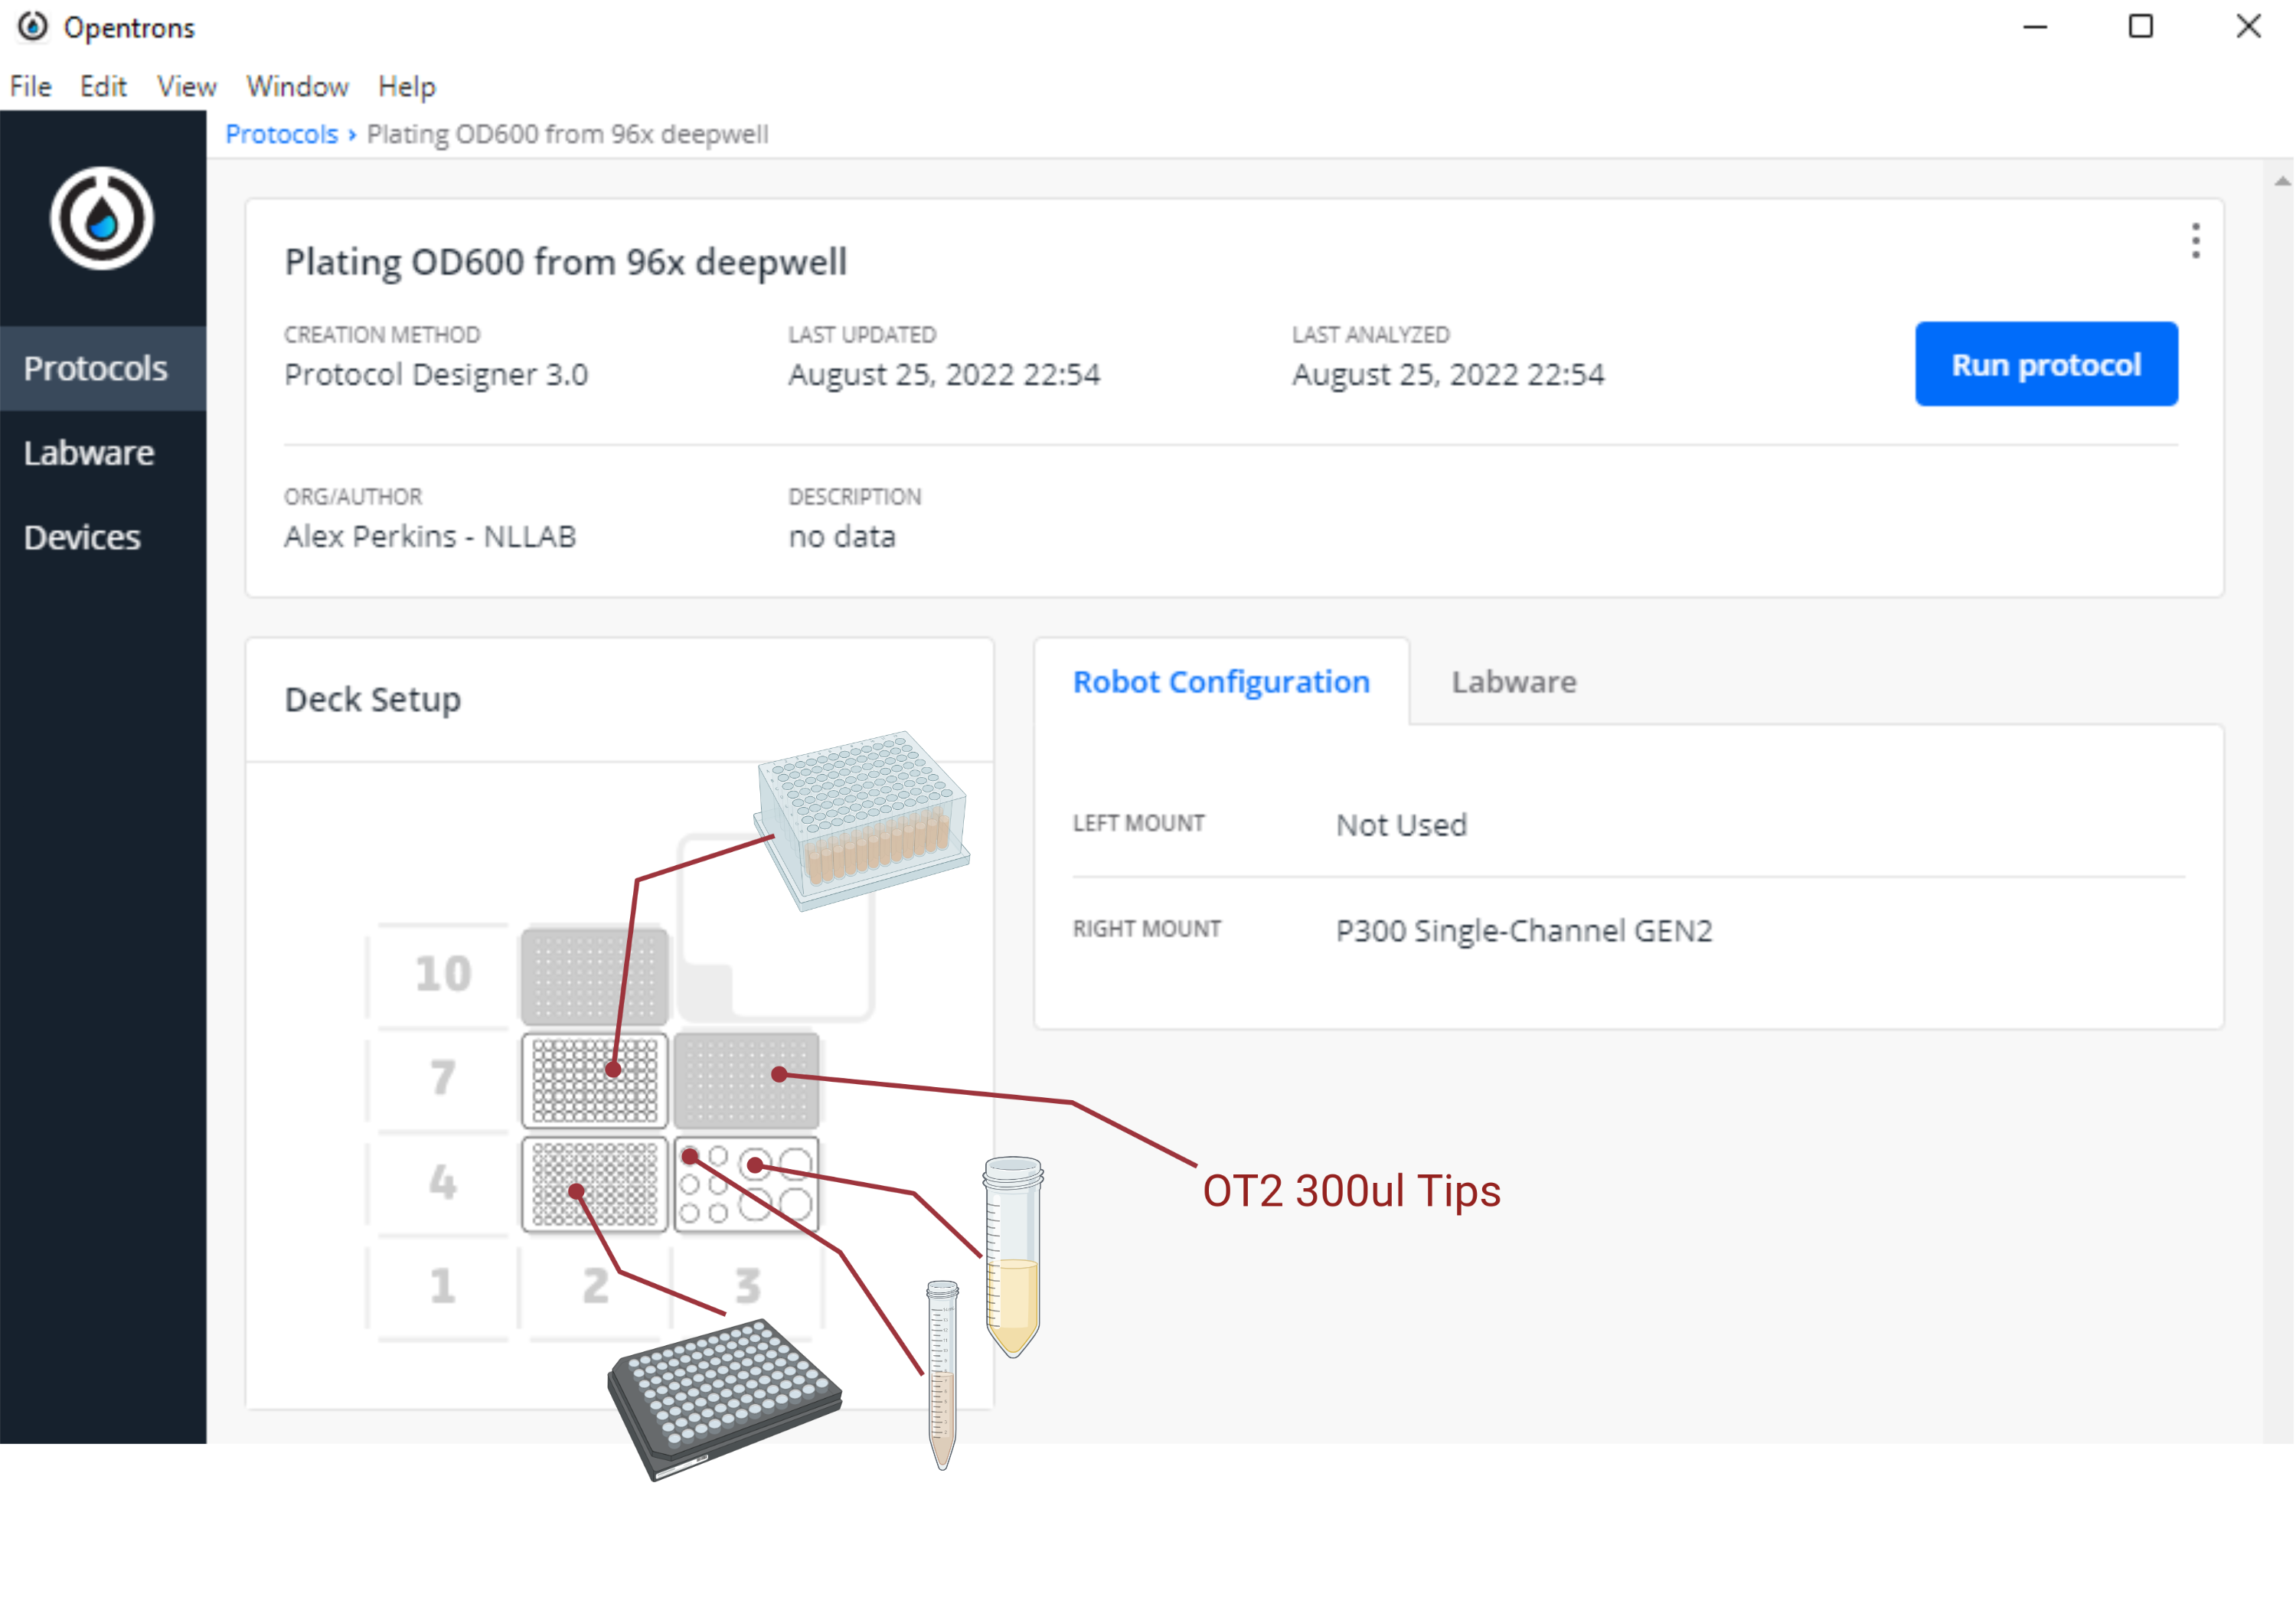 Opentrons
File Edit View Window Help
Protocols › Plating OD600 from 96x deepwell
Plating OD600 from 96x deepwell
CREATION METHOD LAST UPDATED LAST ANALYZED
Protocol Designer 3.0 August 25, 2022 22:54 August 25, 2022 22:54
Run protocol
Protocols
Labware
Devices
ORG/AUTHOR DESCRIPTION
Alex Perkins - NLLAB no data
Deck Setup
10
7
4
1 2 3
Robot Configuration Labware
LEFT MOUNT Not Used
RIGHT MOUNT P300 Single-Channel GEN2
OT2 300ul Tips